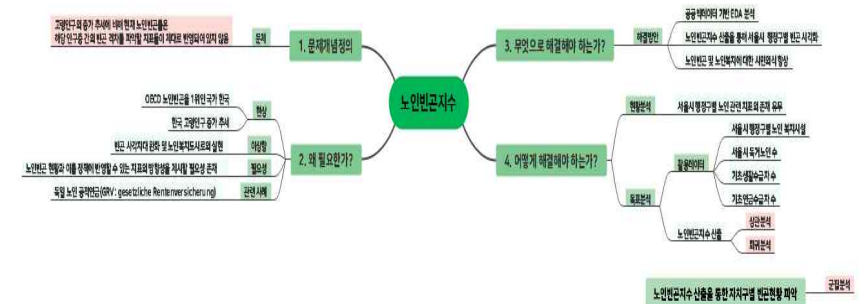 고령인구의 증가 추세에 비해 현재 노인빈곤율은
해당 인구층 간의 빈곤 격차를 파악할 지표들이 제대로 반영되어 있지 않음
문제
1. 문제개념정의
OECD 노인빈곤율 1위인 국가 한국
한국 고령인구 증가 추세
현상
빈곤 사각지대 완화 및 노인복지도시로의 실현
이상향
노인빈곤 현황과 이를 정책에 반영할 수 있는 지표의 방향성을 제시할 필요성 존재
필요성
독일 노인 공적연금(GRV: gesetzliche Rentenversicherung)
관련 사례
2. 왜 필요한가?
노인빈곤지수
3. 무엇으로 해결해야 하는가?
해결방안
공공빅데이터 기반 EDA 분석
노인빈곤지수 산출을 통해 서울시 행정구별 빈곤 시각화
노인빈곤 및 노인복지에 대한 시민의식 향상
4. 어떻게 해결해야 하는가?
현황분석
서울시 행정구별 노인 관련 지표의 존재 유무
목표분석
활용데이터
서울시 행정구별 노인 복지시설
서울시 독거노인 수
기초생활수급자 수
기초연금수급자 수
노인빈곤지수 산출
상관분석
회귀분석
노인빈곤지수 산출을 통한 자치구별 빈곤현황 파악
군집분석